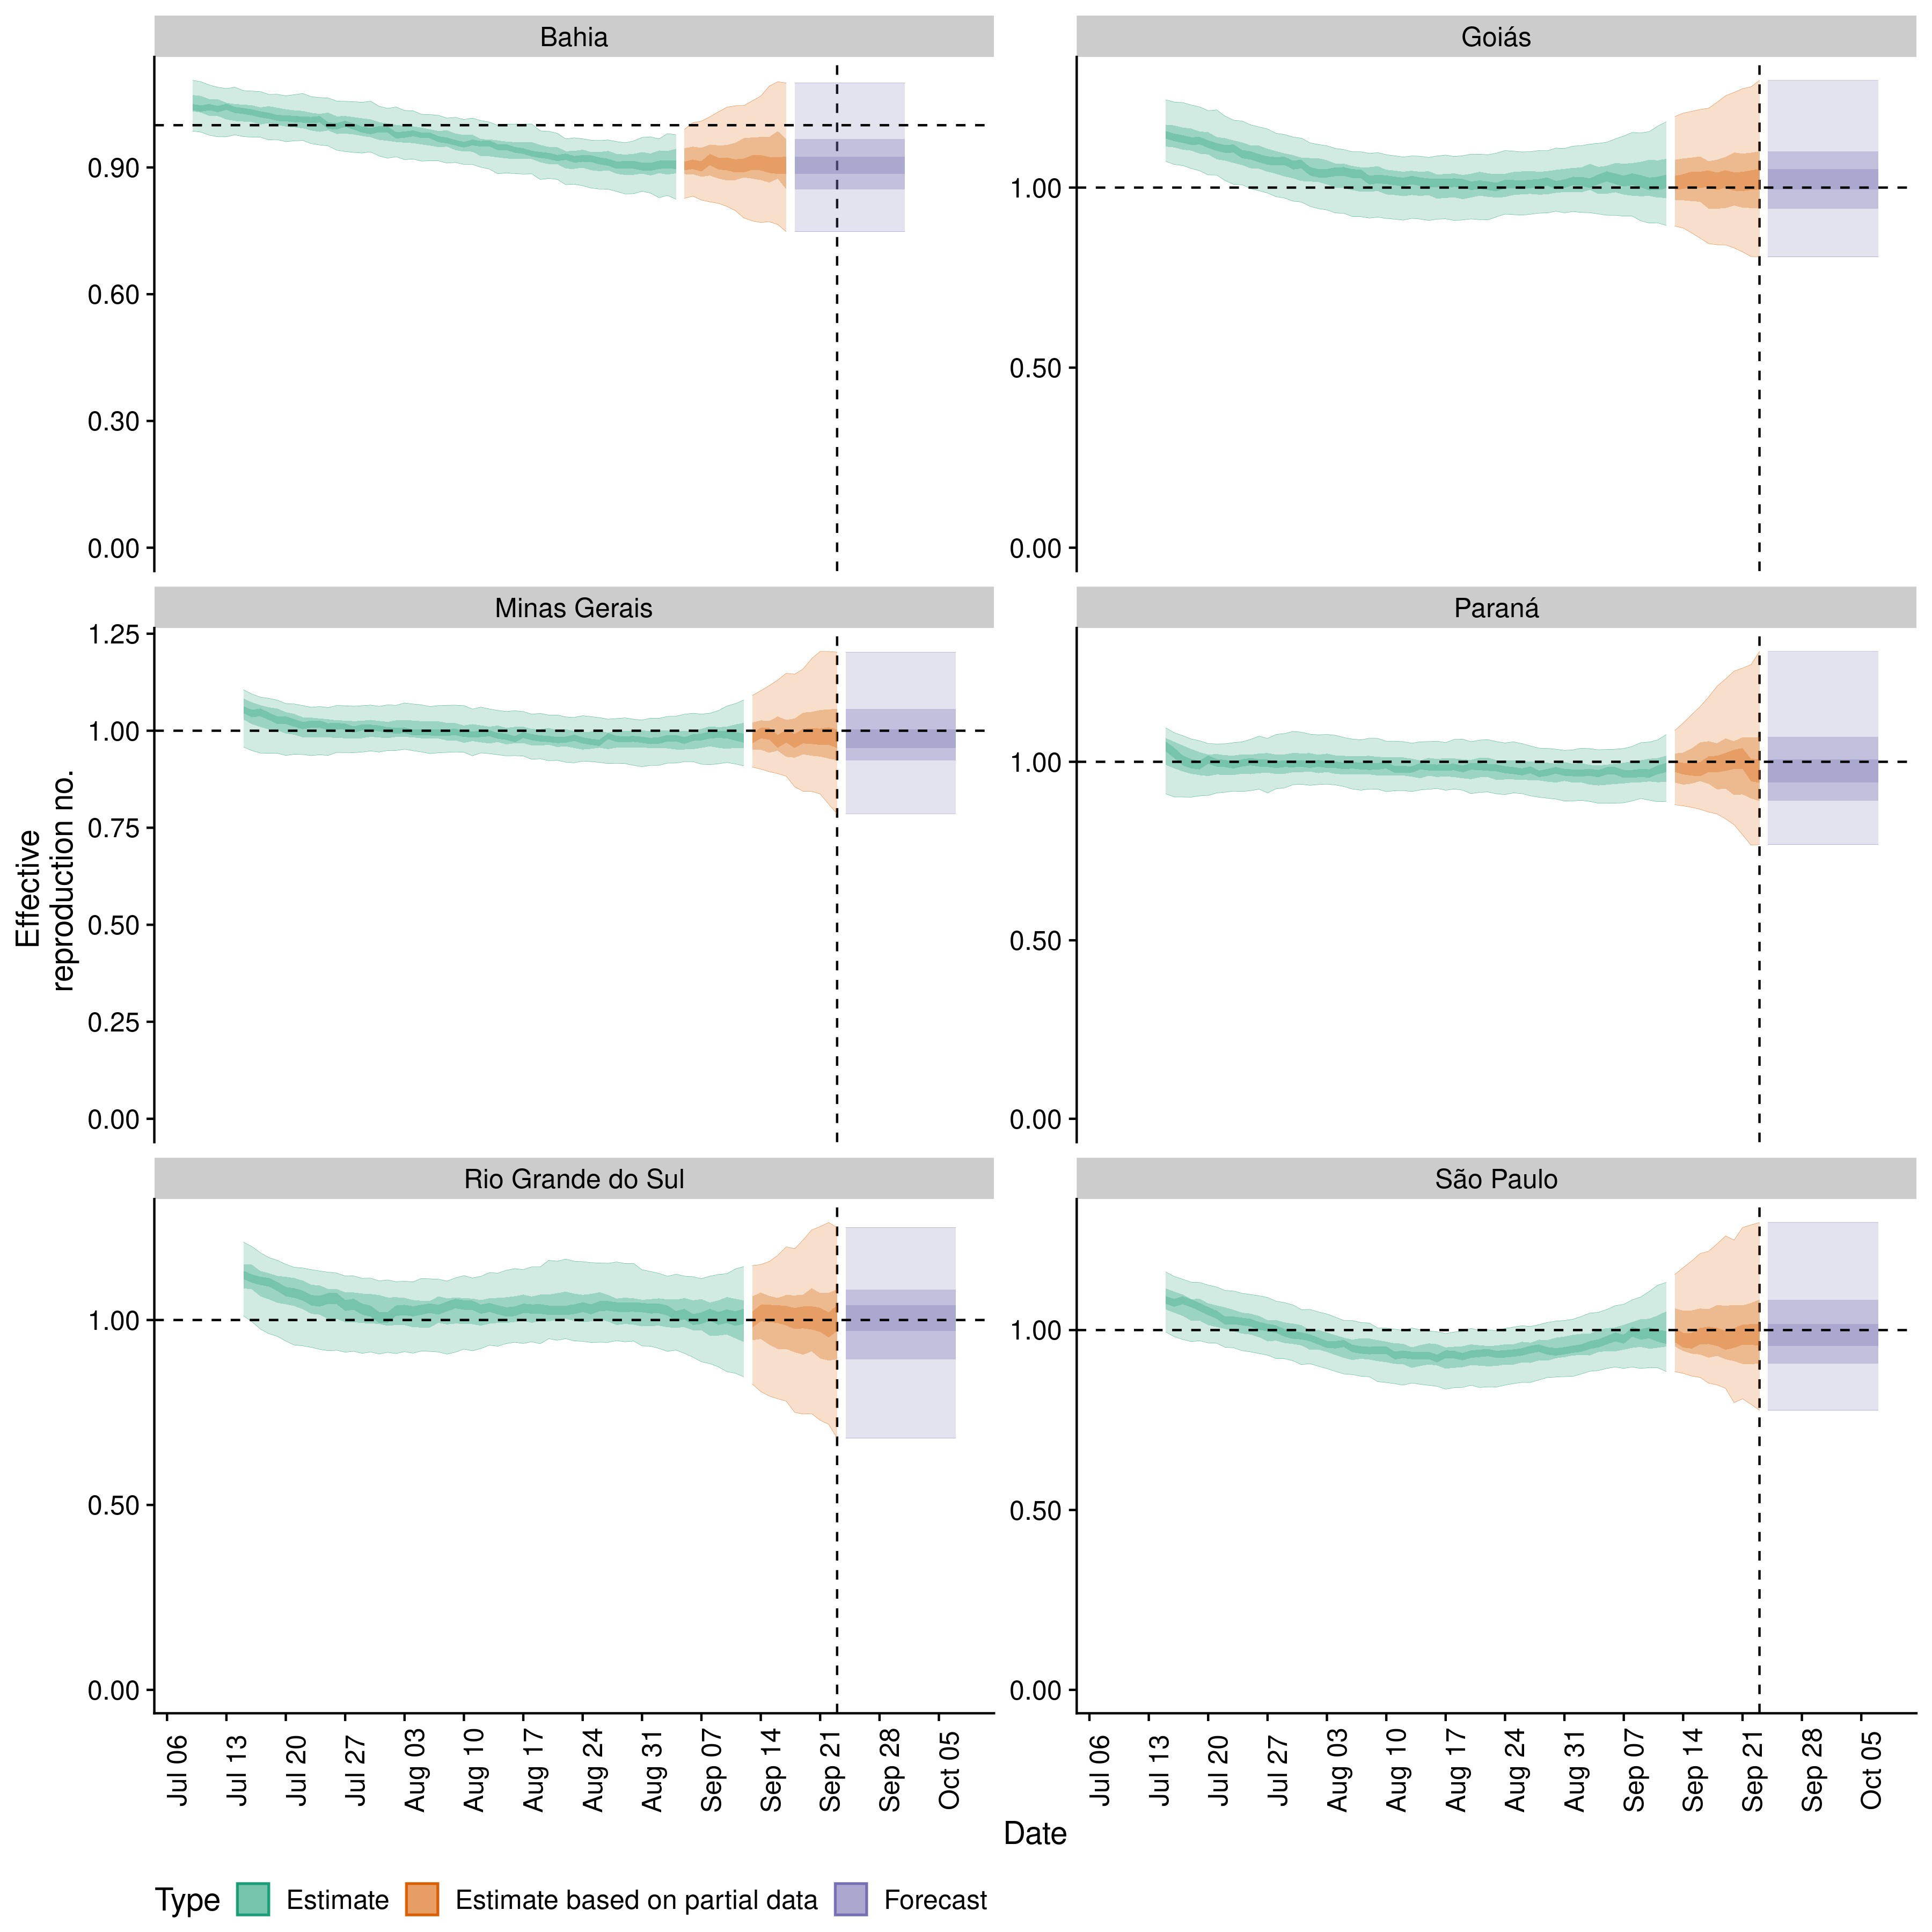 Bahia
Goiás
0.90
0.60
0.30
0.00
1.00
0.50
0.00
Minas Gerais
Paraná
1.25
1.00
0.75
0.50
0.25
0.00
1.00
0.50
0.00
Effective
reproduction no.
Rio Grande do Sul
São Paulo
1.00
0.50
0.00
1.00
0.50
0.00
Jul 06
Jul 13
Jul 20
Jul 27
Aug 03
Aug 10
Aug 17
Aug 24
Aug 31
Sep 07
Sep 14
Sep 21
Sep 28
Oct 05
Jul 06
Jul 13
Jul 20
Jul 27
Aug 03
Aug 10
Aug 17
Aug 24
Aug 31
Sep 07
Sep 14
Sep 21
Sep 28
Oct 05
Date
Type Estimate Estimate based on partial data Forecast